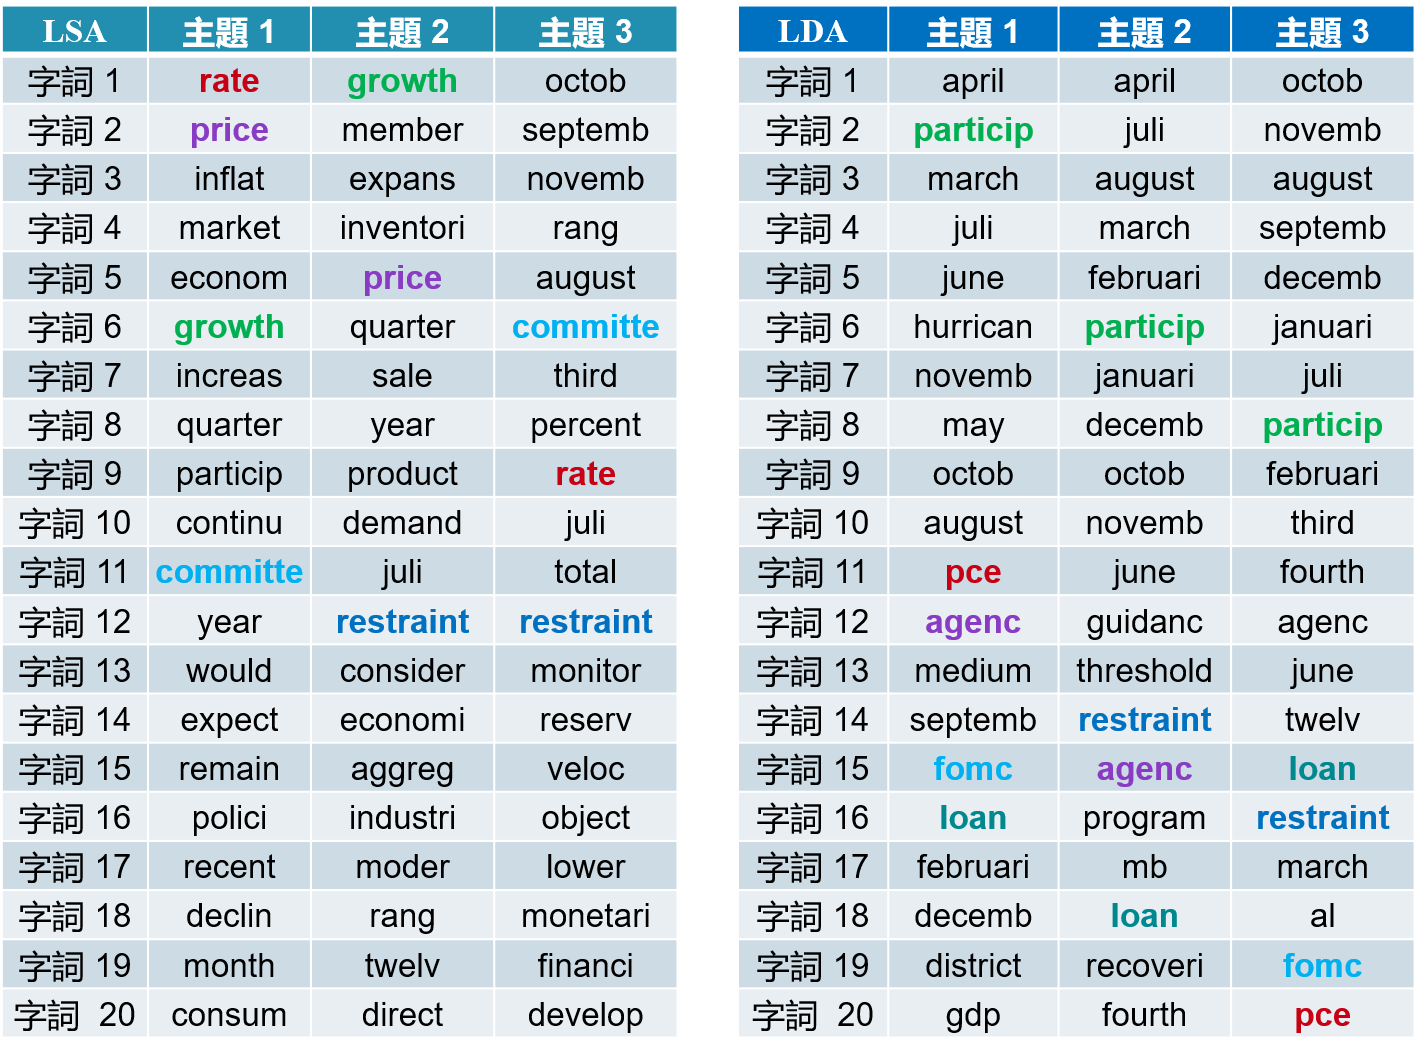 LSA 主題 1 主題 2 主題 3
字詞 1 rate growth octob
字詞 2 price member septemb
字詞 3 inflat expans novemb
字詞 4 market inventori rang
字詞 5 econom price august
字詞 6 growth quarter committe
字詞 7 increas sale third
字詞 8 quarter year percent
字詞 9 particip product rate
字詞 10 continu demand juli
字詞 11 committe juli total
字詞 12 year restraint restraint
字詞 13 would consider monitor
字詞 14 expect economi reserv
字詞 15 remain aggreg veloc
字詞 16 polici industri object
字詞 17 recent moder lower
字詞 18 declin rang monetari
字詞 19 month twelv financi
字詞 20 consum direct develop
LDA 主題 1 主題 2 主題 3
字詞 1 april april octob
字詞 2 particip juli novemb
字詞 3 march august august
字詞 4 juli march septemb
字詞 5 june februari decemb
字詞 6 hurrican particip januari
字詞 7 novemb januari juli
字詞 8 may decemb particip
字詞 9 octob octob februari
字詞 10 august novemb third
字詞 11 pce june fourth
字詞 12 agenc guidanc agenc
字詞 13 medium threshold june
字詞 14 septemb restraint twelv
字詞 15 fomc agenc loan
字詞 16 loan program restraint
字詞 17 februari mb march
字詞 18 decemb loan al
字詞 19 district recoveri fomc
字詞 20 gdp fourth pce